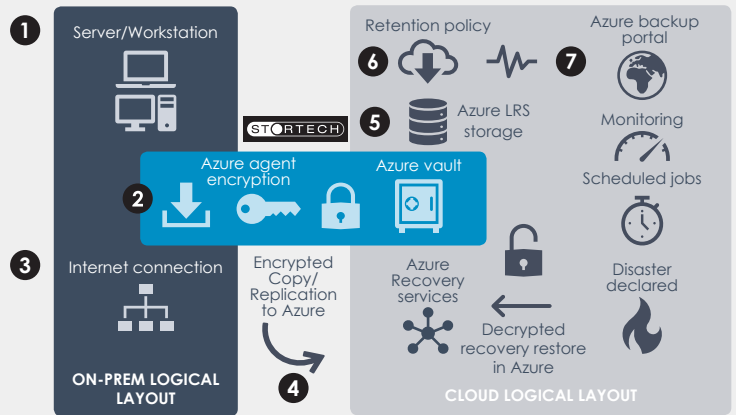 1
Server/Workstation
STORTECH
2
Azure agent
encryption
Azure vault
3
Internet connection
Encrypted
Copy/
Replication
to Azure
4
ON-PREM LOGICAL
LAYOUT
Retention policy
6
7
Azure backup
portal
5
Azure LRS
storage
Monitoring
Scheduled jobs
Azure
Recovery
services
Disaster
declared
Decrypted
recovery restore
in Azure
CLOUD LOGICAL LAYOUT